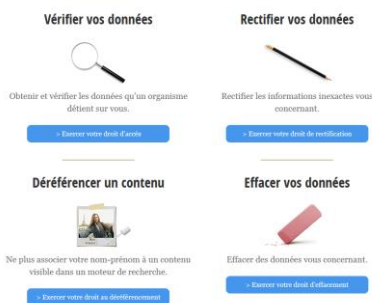 Vérifier vos données
Obtenir et vérifier les données qu'un organisme
détient sur vous.
> Exercer votre droit d'accès
Rectifier vos données
Rectifier les informations inexactes vous
concernant.
> Exercer votre droit de rectification
Déréférencer un contenu
Ne plus associer votre nom-prénom à un contenu
visible dans un moteur de recherche.
> Exercer votre droit au déréférencement
Effacer vos données
Effacer des données vous concernant.
> Exercer votre droit d'effacement